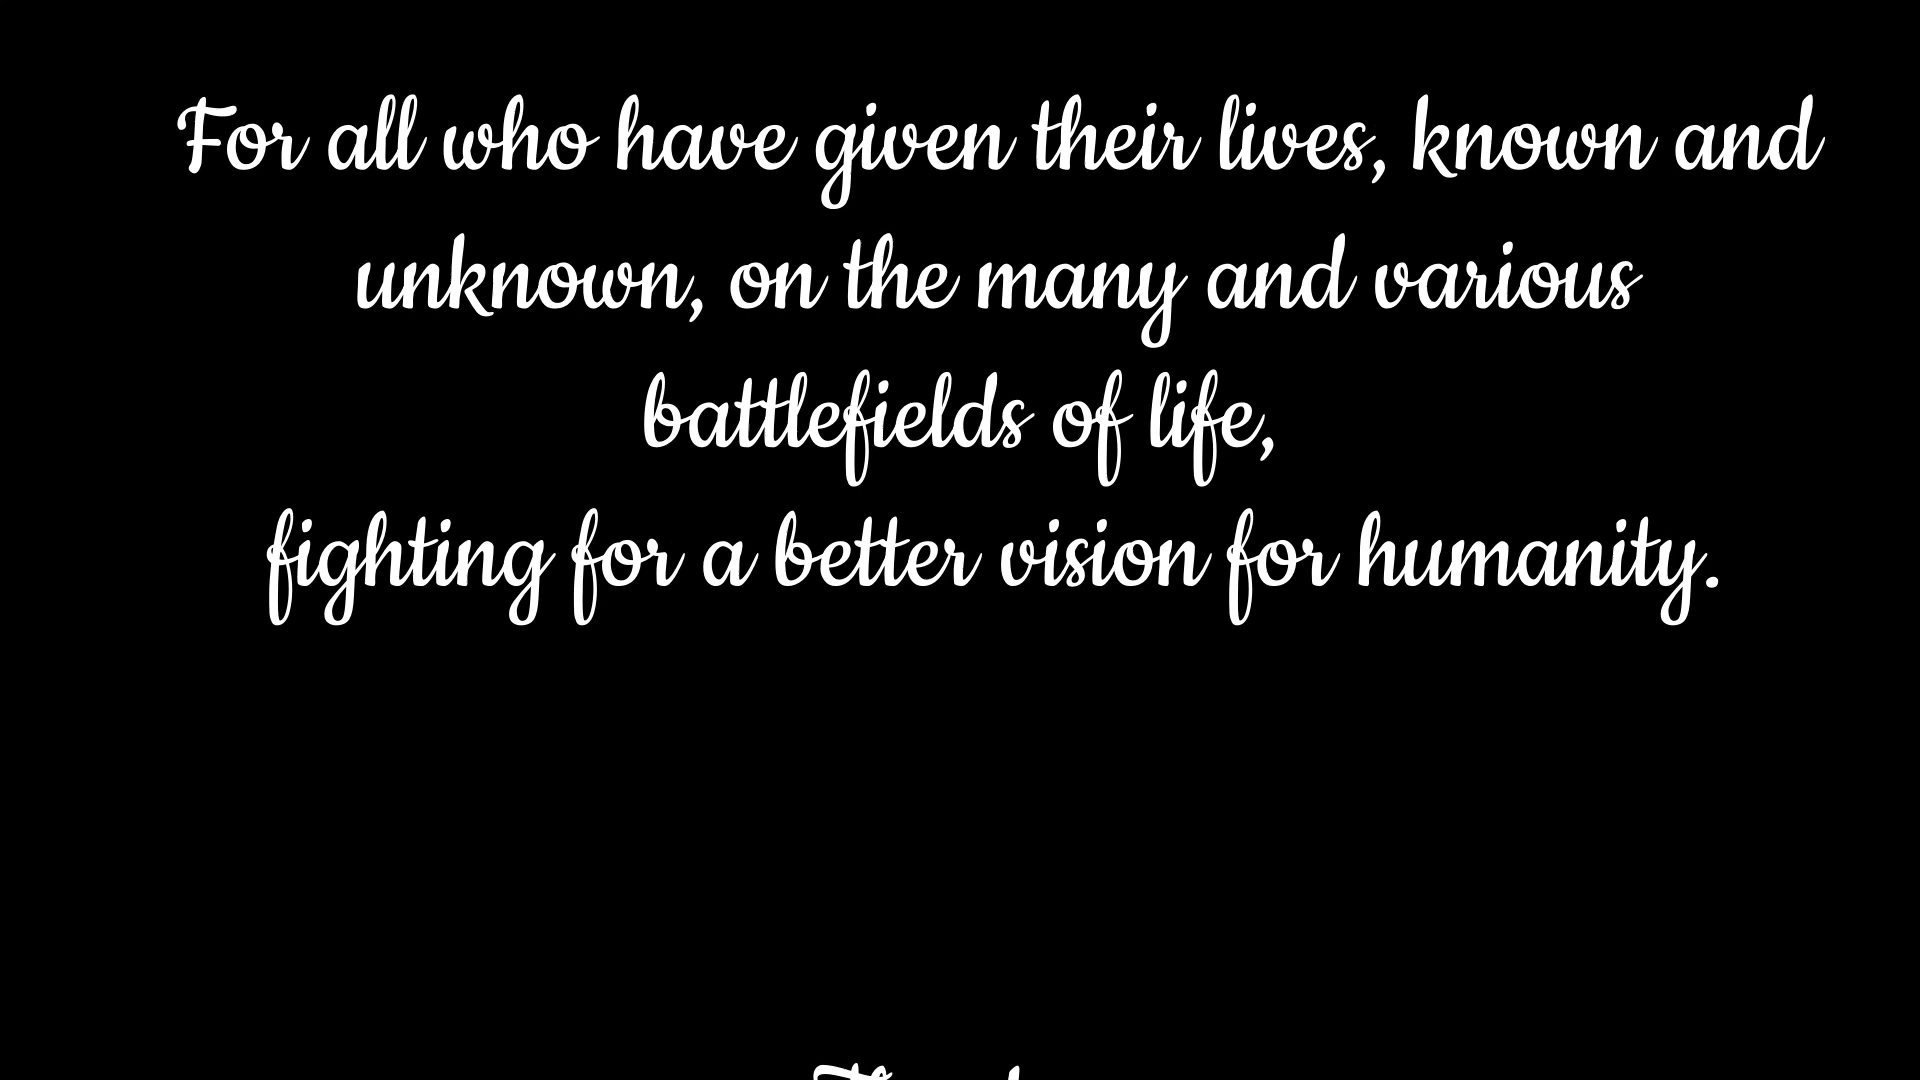 For all who have given their lives, known and
unknown, on the many and various
battlefields of life,
fighting for a better vision for humanity.